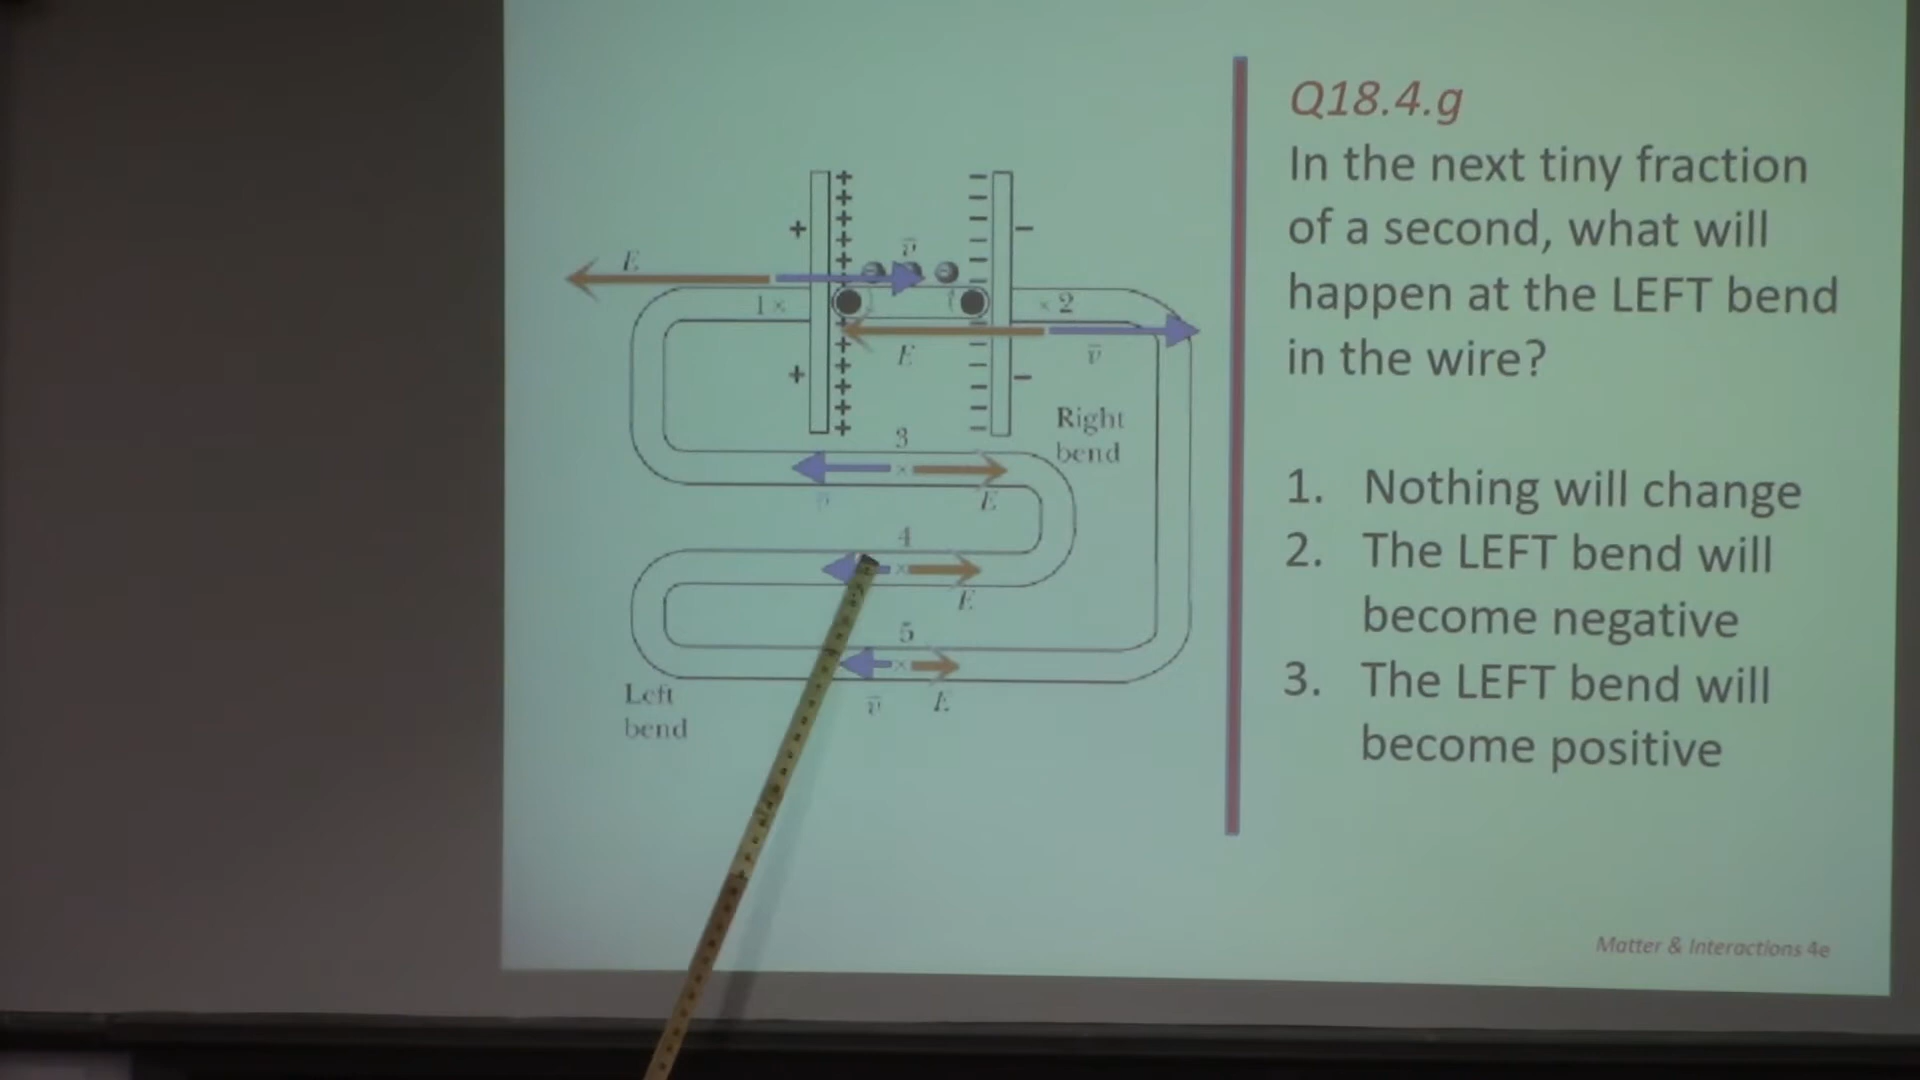 Q18.4.g
In the next tiny fraction
of a second, what will
happen at the LEFT bend
in the wire?
1. Nothing will change
2. The LEFT bend will
become negative
3. The LEFT bend will
become positive
Matter & Interactions 4e
+ + − −
E v̄
1× ×2
E v̄
+ −
Right
bend
3
×
E
4
×
E
5
×
v̄ E
Left
bend